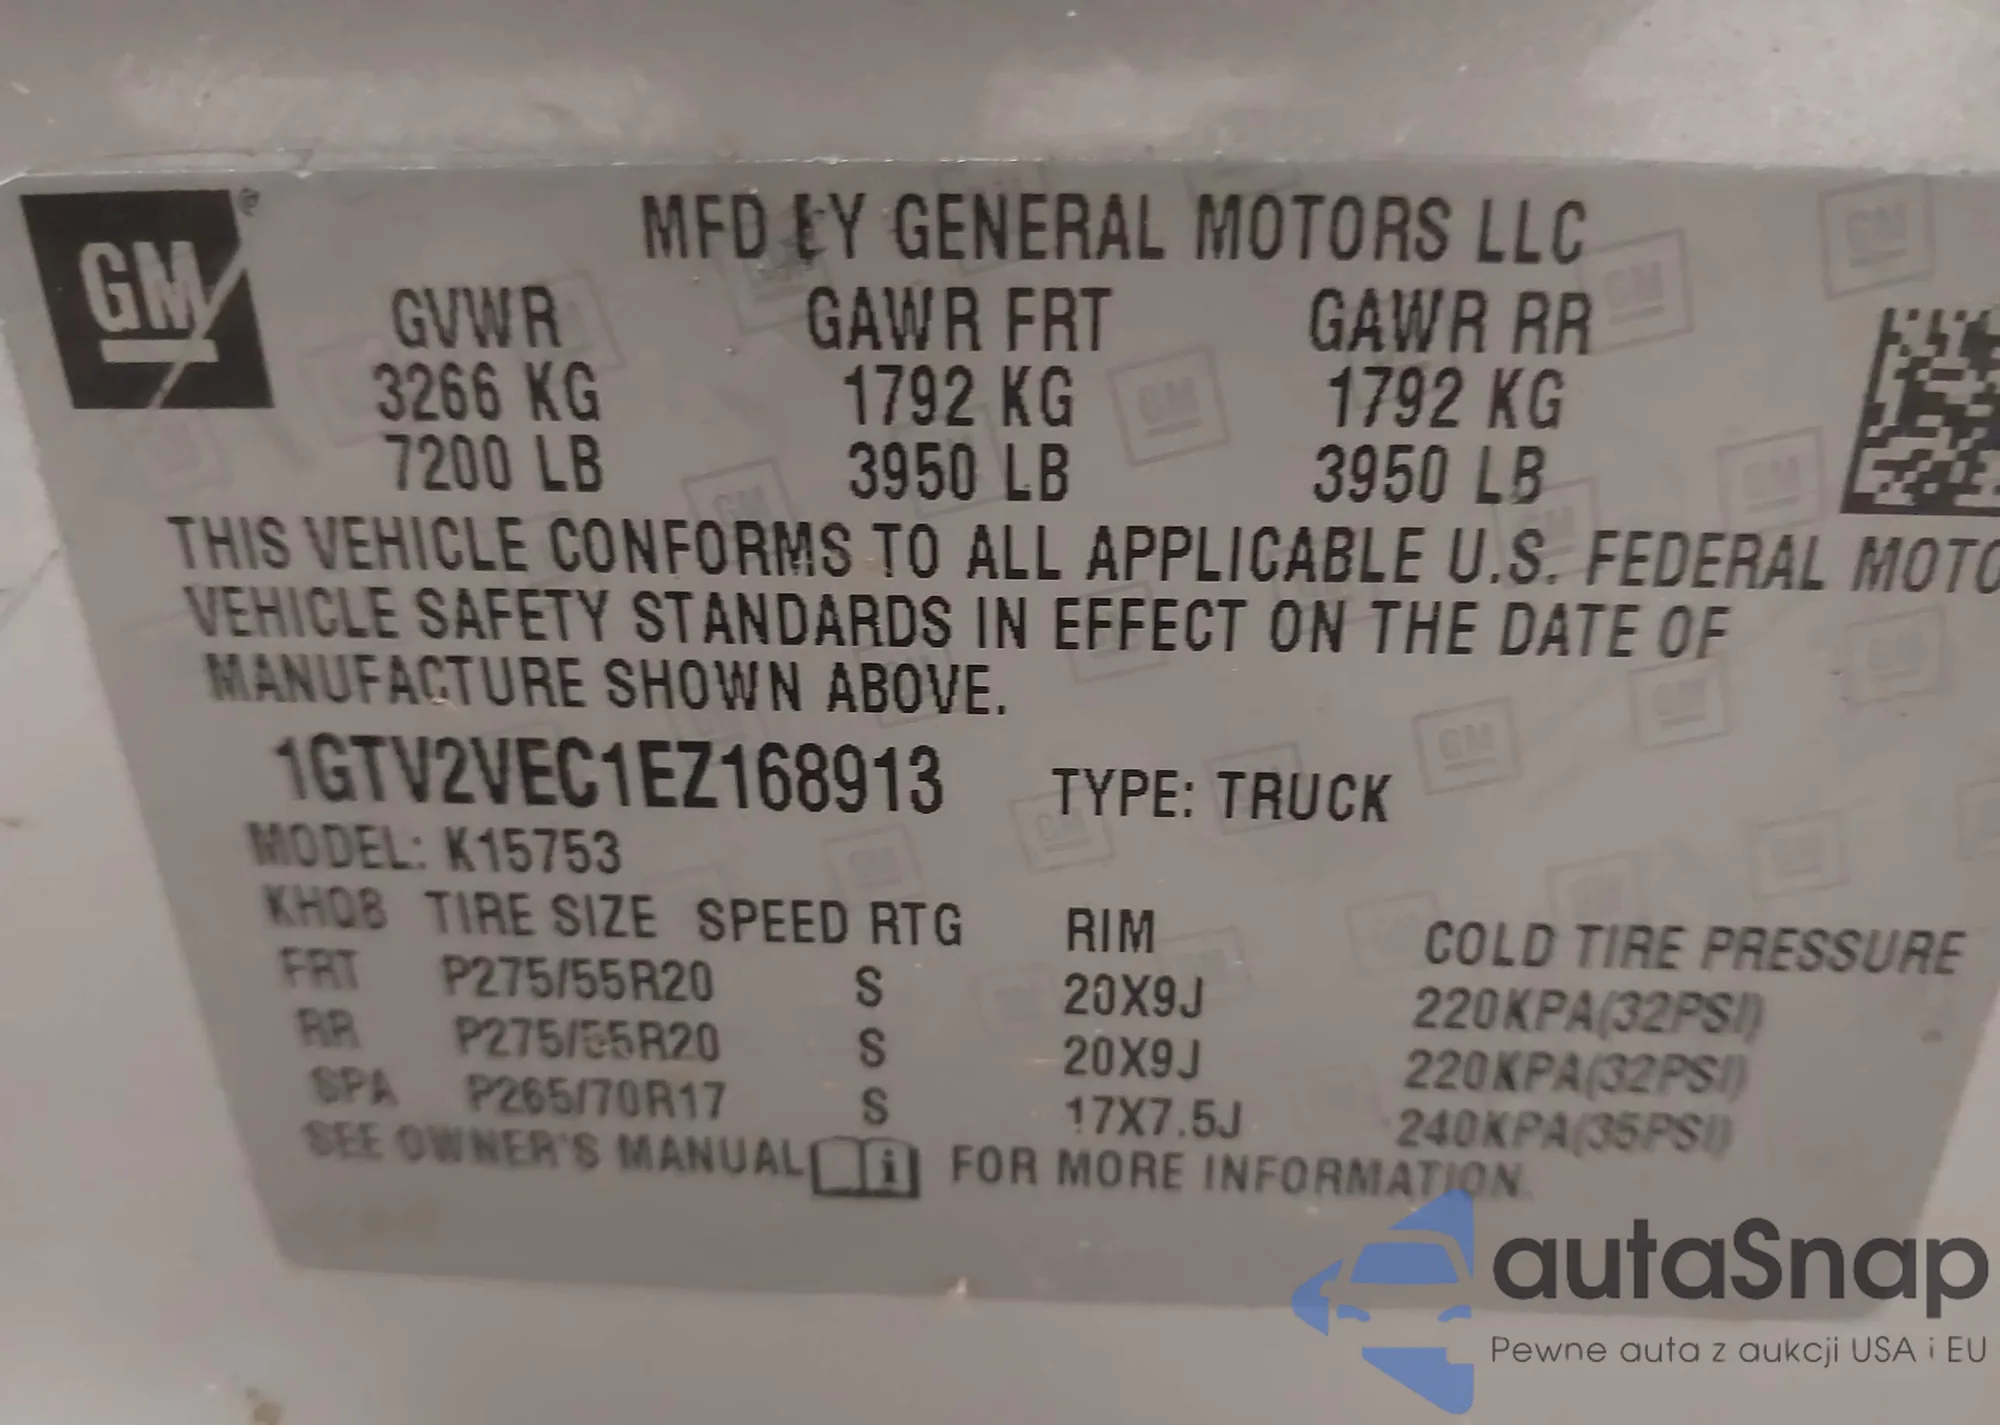 GM
MFD BY GENERAL MOTORS LLC
GVWR GAWR FRT GAWR RR
3266 KG 1792 KG 1792 KG
7200 LB 3950 LB 3950 LB
THIS VEHICLE CONFORMS TO ALL APPLICABLE U.S. FEDERAL MOTO
VEHICLE SAFETY STANDARDS IN EFFECT ON THE DATE OF
MANUFACTURE SHOWN ABOVE.
1GTV2VEC1EZ168913 TYPE: TRUCK
MODEL: K15753
KHQ8 TIRE SIZE SPEED RTG RIM COLD TIRE PRESSURE
FRT P275/55R20 S 20X9J 220KPA(32PSI)
RR P275/55R20 S 20X9J 220KPA(32PSI)
SPA P265/70R17 S 17X7.5J 240KPA(35PSI)
SEE OWNER'S MANUAL i FOR MORE INFORMATION.
autaSnap
Pewne auta z aukcji USA i EU